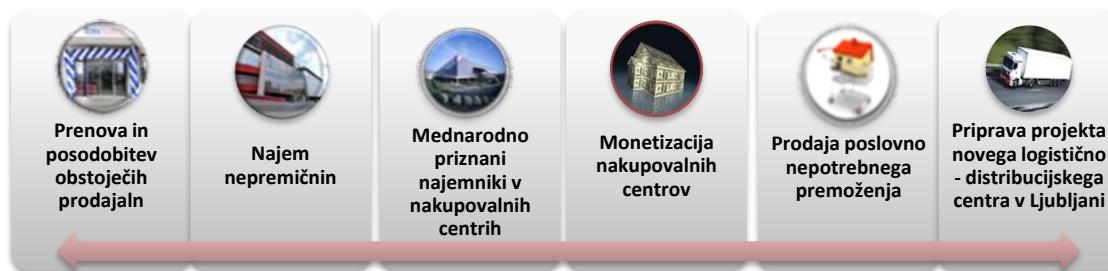 Prenova in
posodobitev
obstoječih
prodajaln
Najem
nepremičnin
Mednarodno
priznani
najemniki v
nakupovalnih
centrih
Monetizacija
nakupovalnih
centrov
Prodaja poslovno
nepotrebnega
premoženja
Priprava projekta
novega logistično
- distribucijskega
centra v Ljubljani